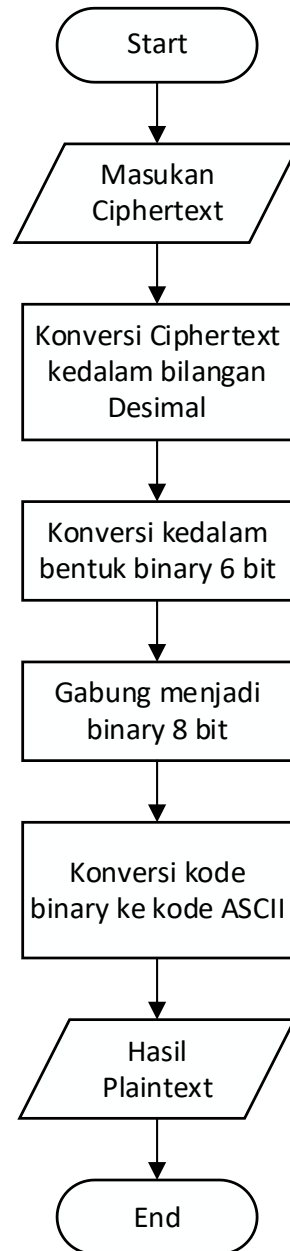 Start
Masukan
Ciphertext
Konversi Ciphertext
kedalam bilangan
Desimal
Konversi kedalam
bentuk binary 6 bit
Gabung menjadi
binary 8 bit
Konversi kode
binary ke kode ASCII
Hasil
Plaintext
End